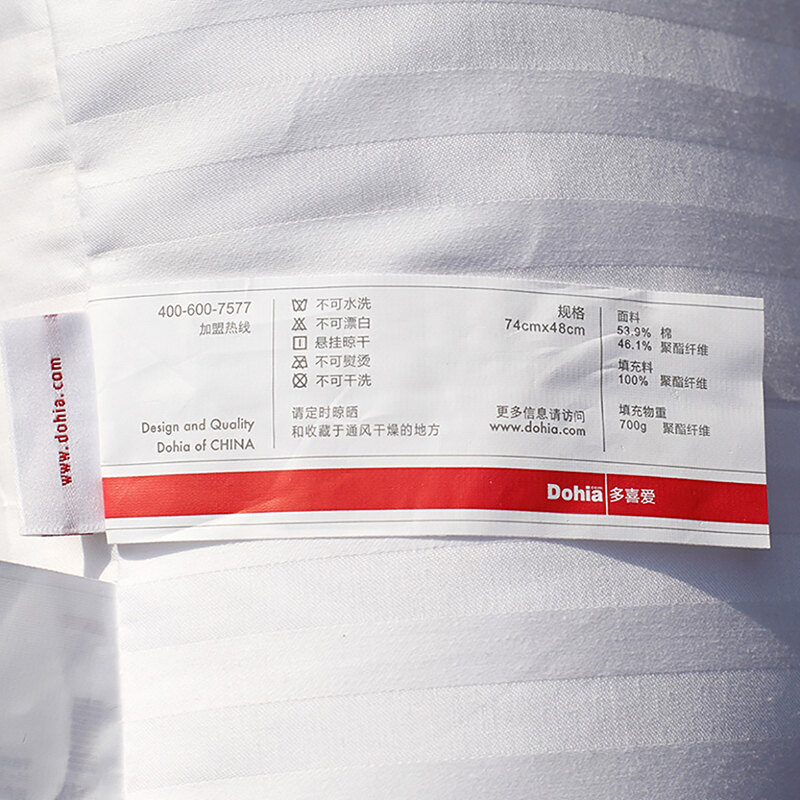 400-600-7577
加盟热线
Design and Quality
Dohia of CHINA
不可水洗
不可漂白
悬挂晾干
不可熨烫
不可干洗
请定时晾晒
和收藏于通风干燥的地方
规格
74cmx48cm
更多信息请访问
www.dohia.com
面料
53.9% 棉
46.1% 聚酯纤维
填充料
100% 聚酯纤维
填充物重
700g 聚酯纤维
Dohia 多喜爱
www.dohia.com